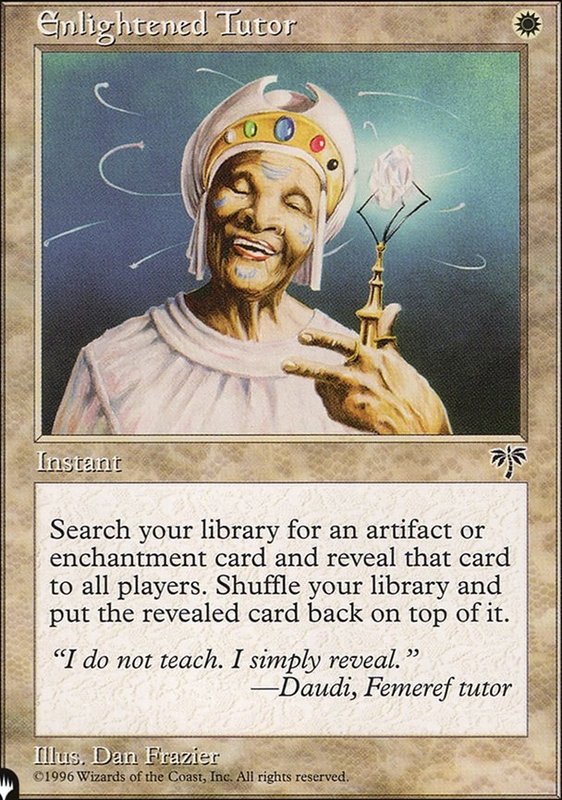 Enlightened Tutor
Instant
Search your library for an artifact or
enchantment card and reveal that card
to all players. Shuffle your library and
put the revealed card back on top of it.
“I do not teach. I simply reveal.”
—Daudi, Femeref tutor
Illus. Dan Frazier
©1996 Wizards of the Coast, Inc. All rights reserved.